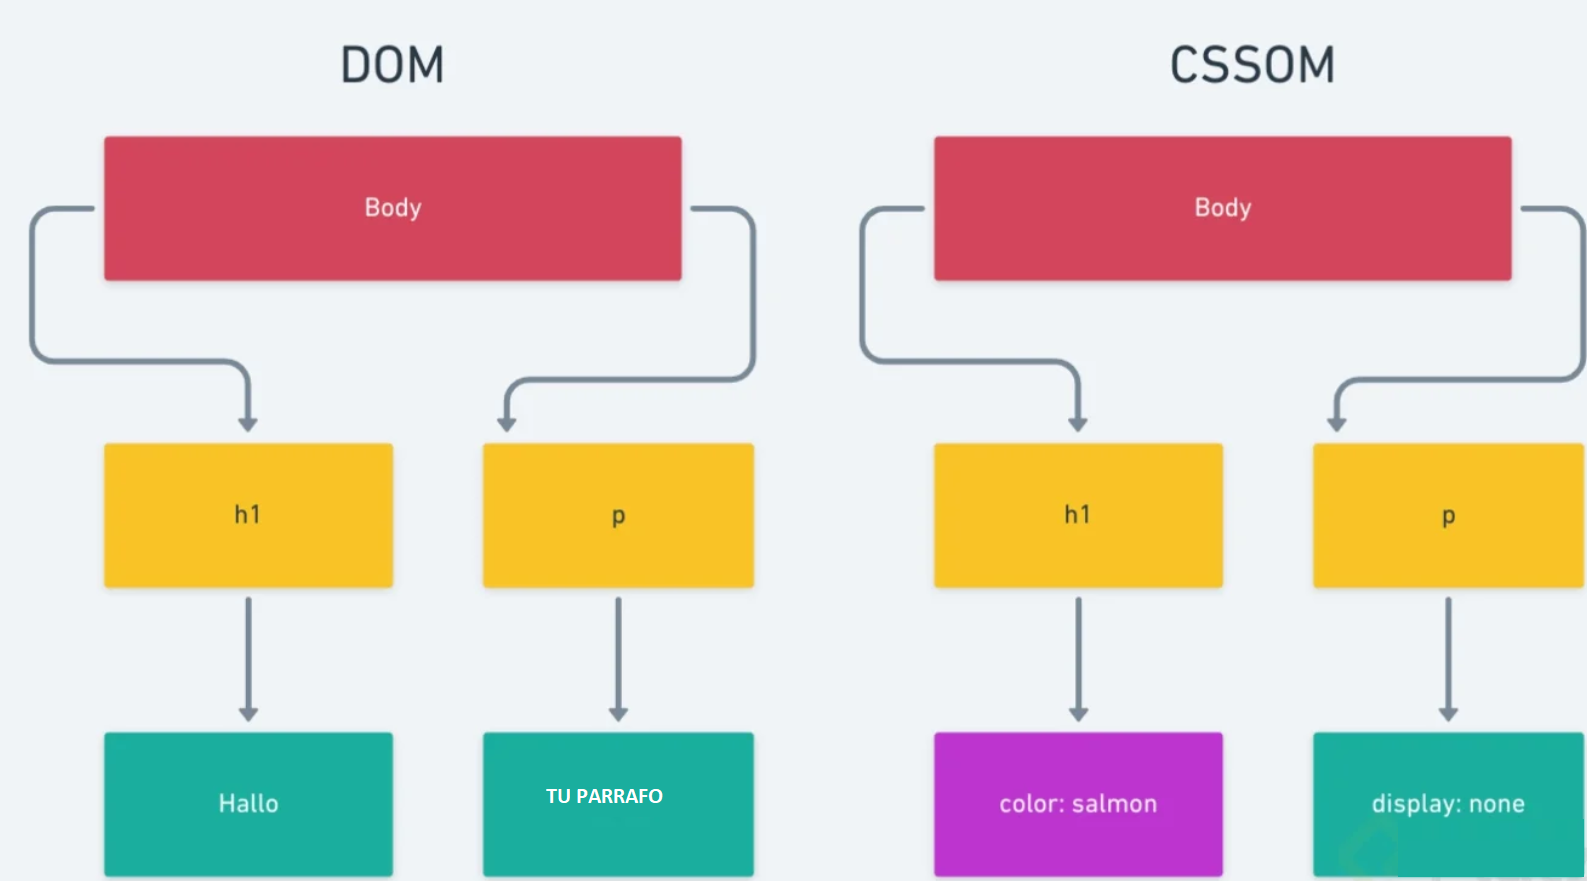 DOM
Body
h1
p
Hallo
TU PARRAFO
CSSOM
Body
h1
p
color: salmon
display: none